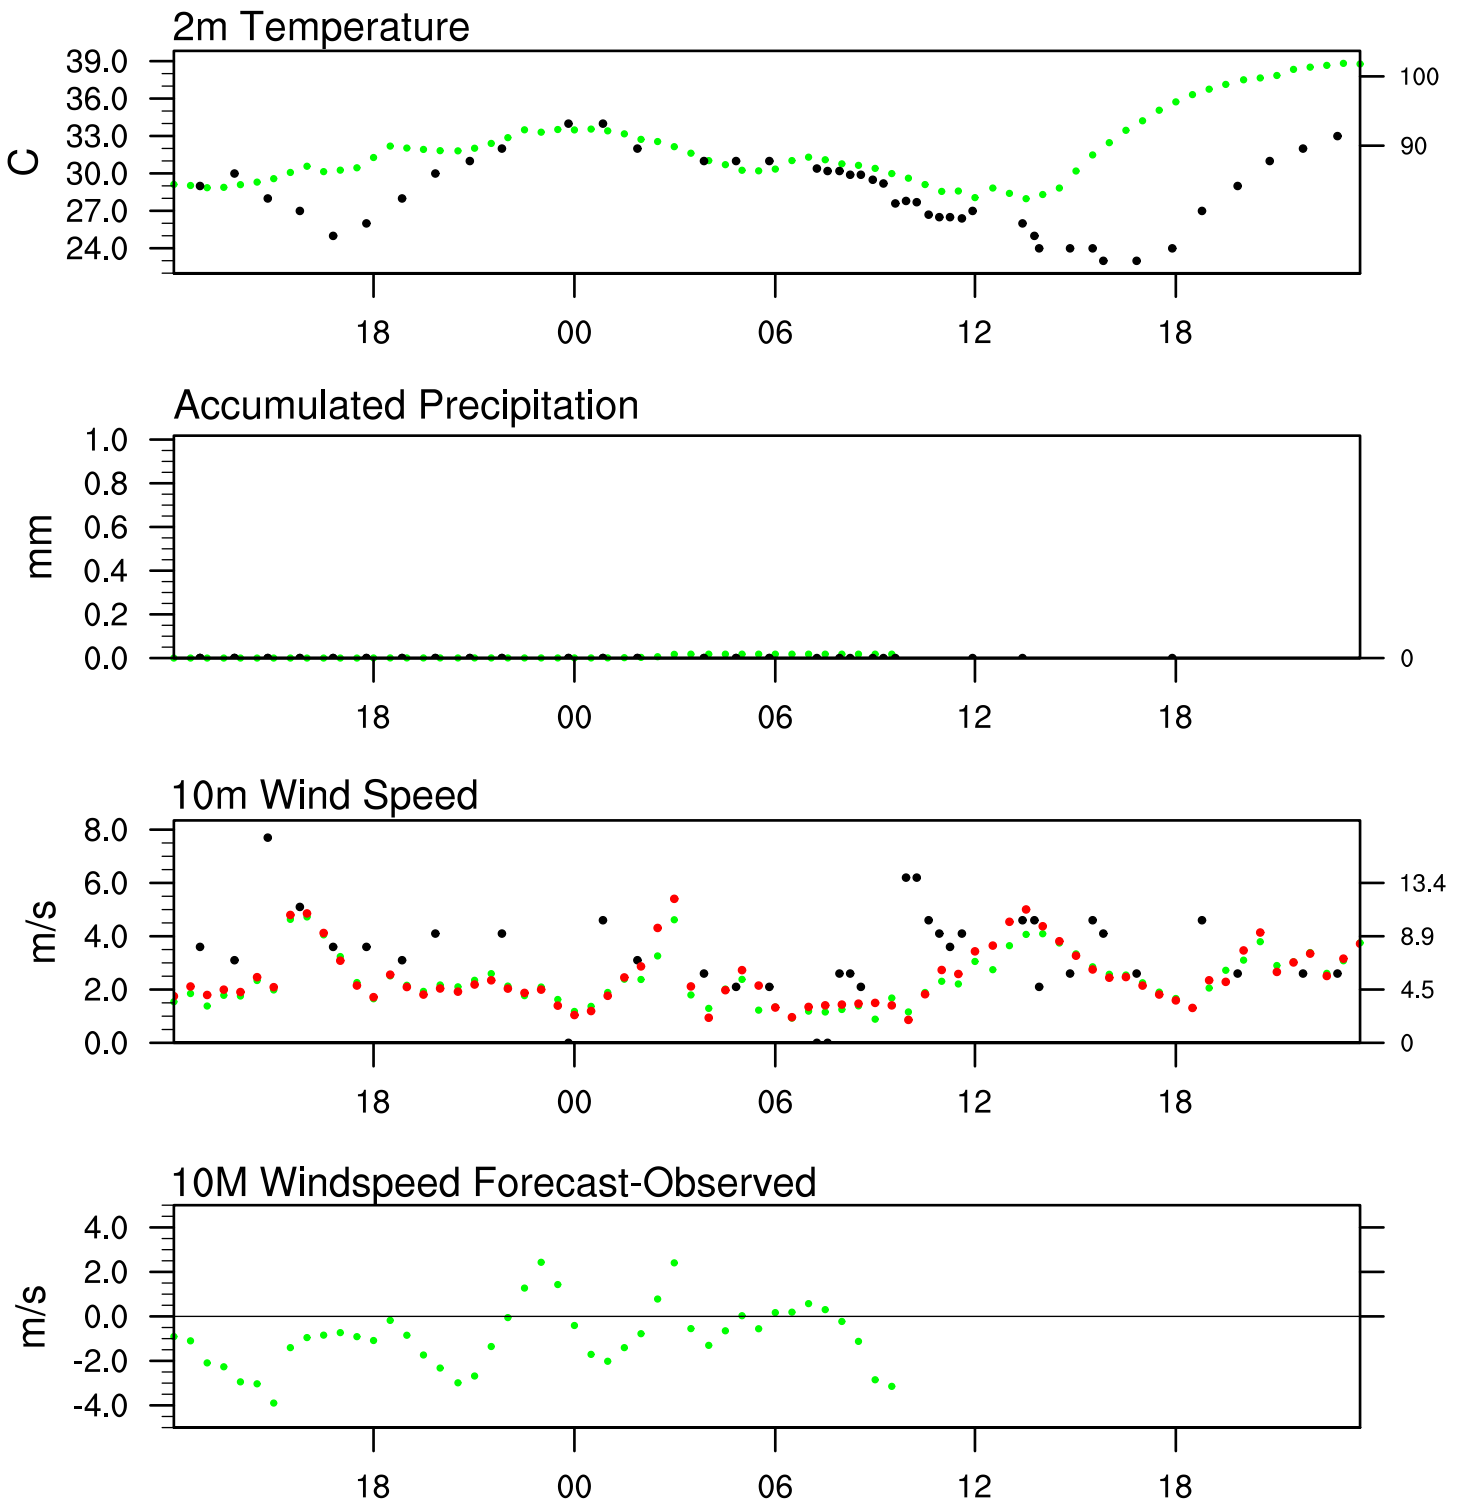 2m Temperature
39.0
36.0
33.0
30.0
27.0
24.0
C
100
90
18 00 06 12 18
Accumulated Precipitation
1.0
0.8
0.6
0.4
0.2
0.0
mm
0
18 00 06 12 18
10m Wind Speed
8.0
6.0
4.0
2.0
0.0
m/s
13.4
8.9
4.5
0
18 00 06 12 18
10M Windspeed Forecast-Observed
4.0
2.0
0.0
-2.0
-4.0
m/s
18 00 06 12 18